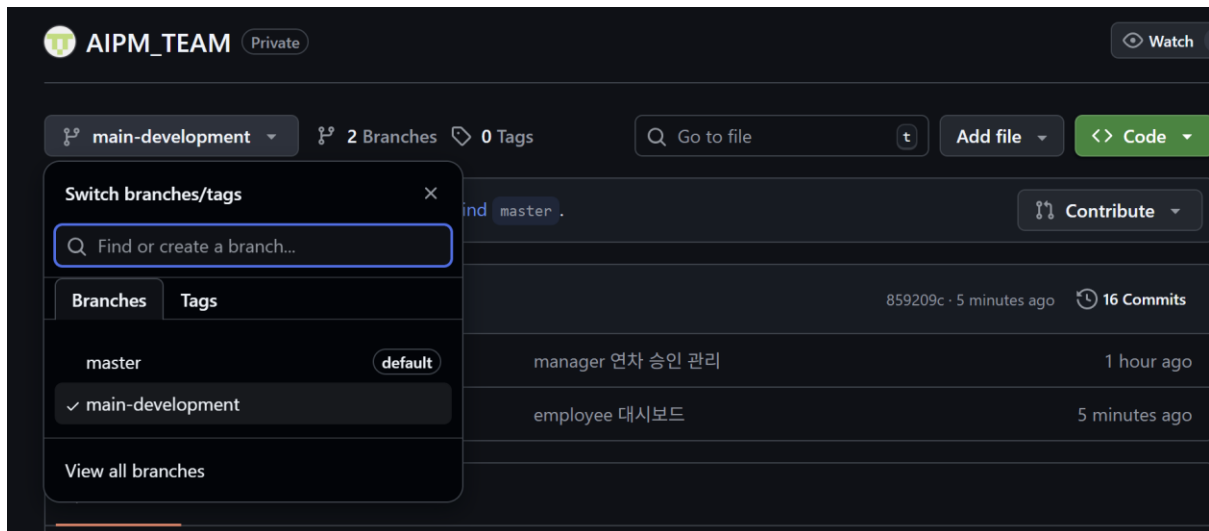 AIPM_TEAM Private
Watch
main-development 2 Branches 0 Tags Go to file t Add file Code
Switch branches/tags
ind master.
Contribute
Find or create a branch...
Branches Tags
859209c · 5 minutes ago 16 Commits
master default
manager 연차 승인 관리 1 hour ago
main-development
employee 대시보드 5 minutes ago
View all branches